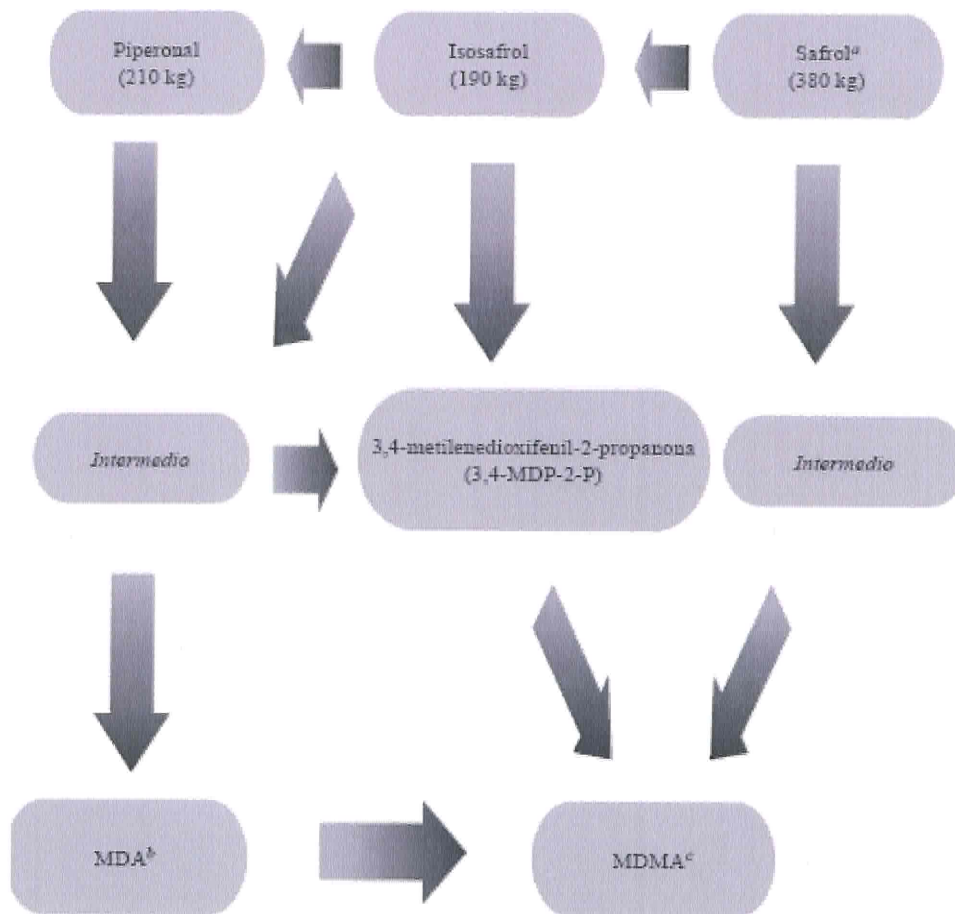 Piperonal
(210 kg)
Isosafrol
(190 kg)
Safrolᵃ
(380 kg)
Intermedio
3,4-metilenedioxifenil-2-propanona
(3,4-MDP-2-P)
Intermedio
MDAᵇ
MDMAᶜ